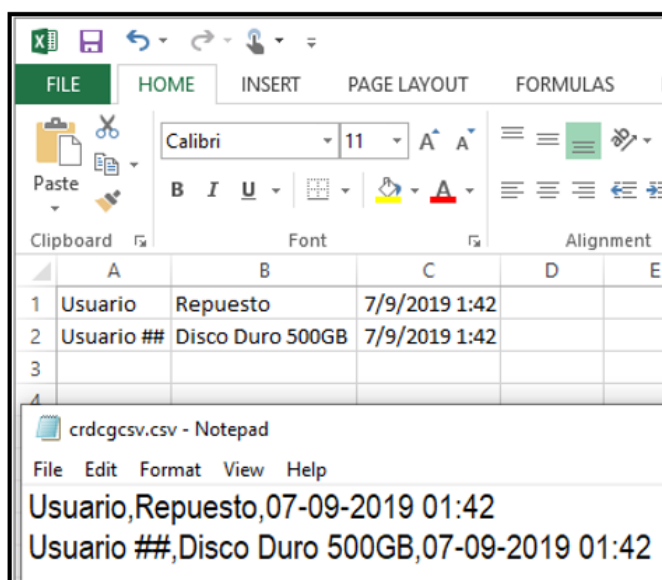 FILE HOME INSERT PAGE LAYOUT FORMULAS
Paste
Calibri 11 A A
B I U A
Clipboard Font Alignment
A B C D E
1 Usuario Repuesto 7/9/2019 1:42
2 Usuario ## Disco Duro 500GB 7/9/2019 1:42
3
4
crdcgcsv.csv - Notepad
File Edit Format View Help
Usuario,Repuesto,07-09-2019 01:42
Usuario ##,Disco Duro 500GB,07-09-2019 01:42